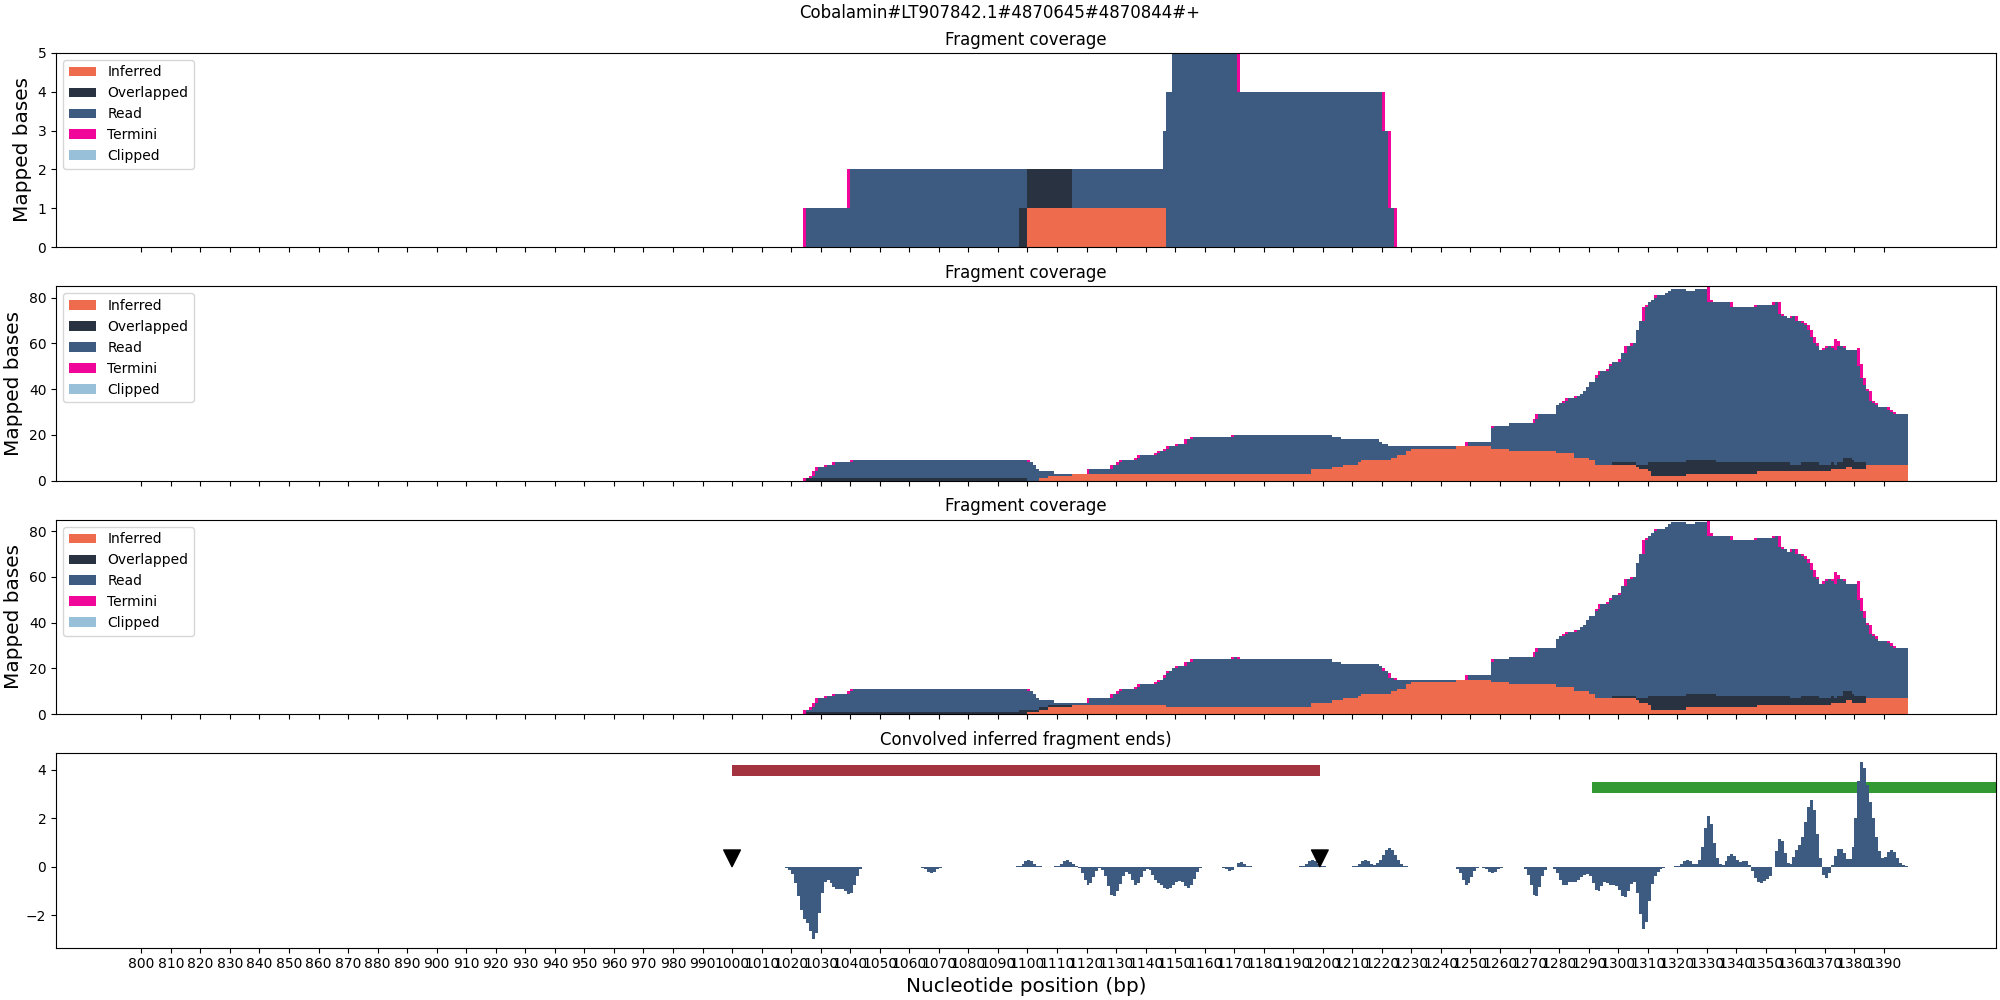 Cobalamin#LT907842.1#4870645#4870844#+
Fragment coverage
Mapped bases
5
4
3
2
1
0
Inferred
Overlapped
Read
Termini
Clipped
Fragment coverage
Mapped bases
80
60
40
20
0
Inferred
Overlapped
Read
Termini
Clipped
Fragment coverage
Mapped bases
80
60
40
20
0
Inferred
Overlapped
Read
Termini
Clipped
Convolved inferred fragment ends)
4
2
0
−2
800 810 820 830 840 850 860 870 880 890 900 910 920 930 940 950 960 970 980 990 1000 1010 1020 1030 1040 1050 1060 1070 1080 1090 1100 1110 1120 1130 1140 1150 1160 1170 1180 1190 1200 1210 1220 1230 1240 1250 1260 1270 1280 1290 1300 1310 1320 1330 1340 1350 1360 1370 1380 1390
Nucleotide position (bp)